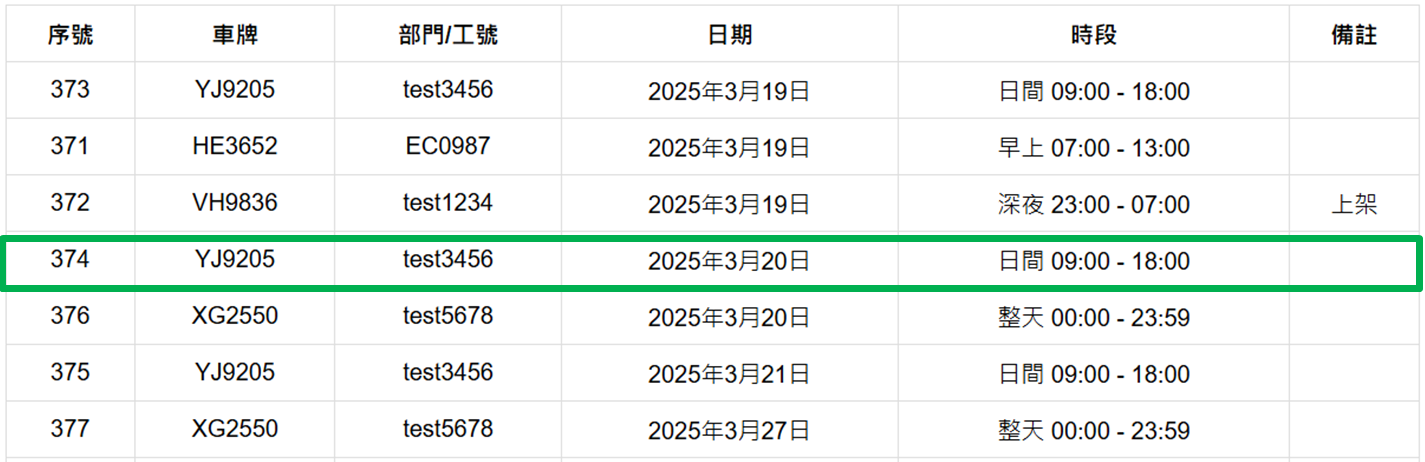 序號 車牌 部門/工號 日期 時段 備註
373 YJ9205 test3456 2025年3月19日 日間 09:00 - 18:00
371 HE3652 EC0987 2025年3月19日 早上 07:00 - 13:00
372 VH9836 test1234 2025年3月19日 深夜 23:00 - 07:00 上架
374 YJ9205 test3456 2025年3月20日 日間 09:00 - 18:00
376 XG2550 test5678 2025年3月20日 整天 00:00 - 23:59
375 YJ9205 test3456 2025年3月21日 日間 09:00 - 18:00
377 XG2550 test5678 2025年3月27日 整天 00:00 - 23:59